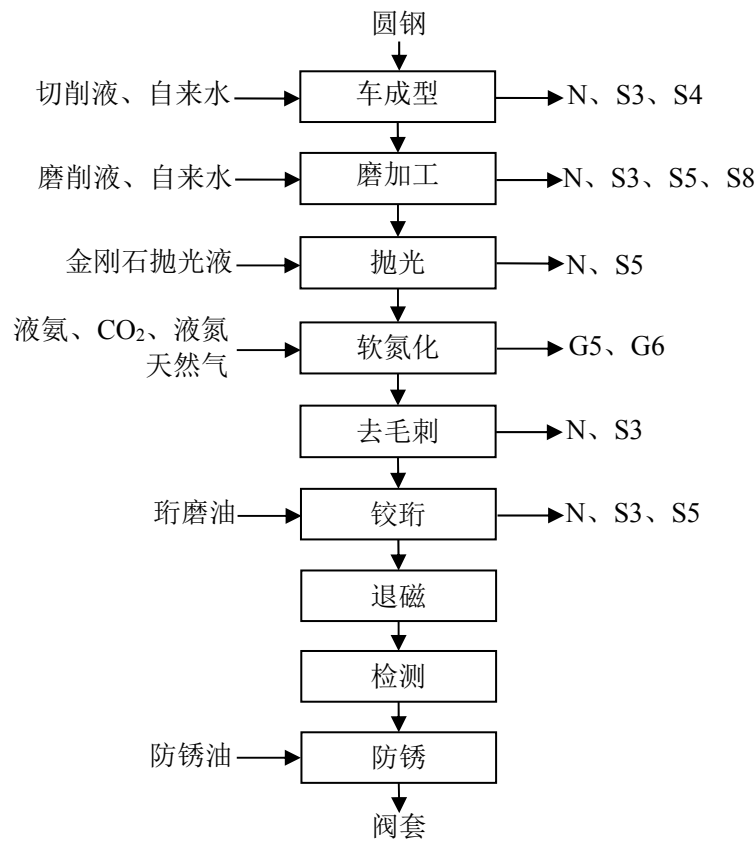 圆钢
切削液、自来水
车成型
N、S3、S4
磨削液、自来水
磨加工
N、S3、S5、S8
金刚石抛光液
抛光
N、S5
液氨、CO₂、液氮
天然气
软氮化
G5、G6
去毛刺
N、S3
珩磨油
铰珩
N、S3、S5
退磁
检测
防锈油
防锈
阀套